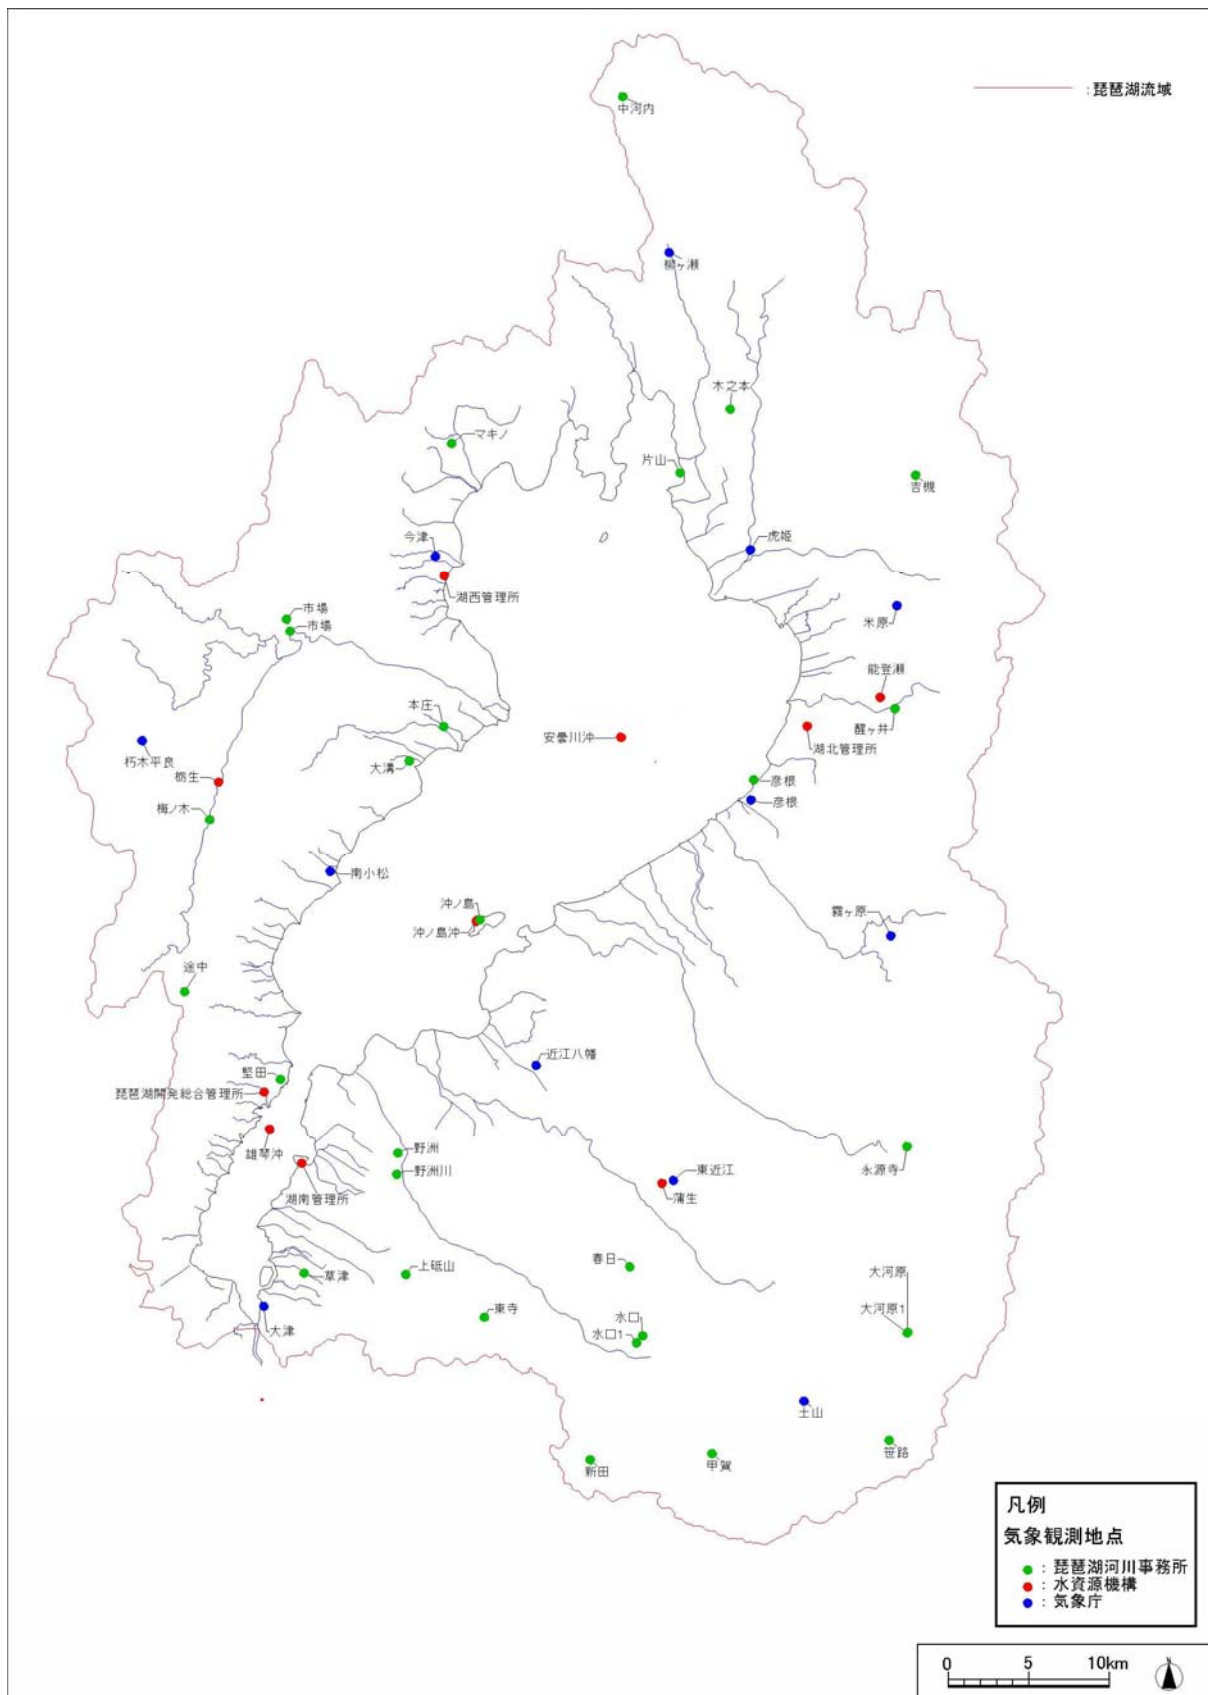 ：琵琶湖流域
中河内
柳ヶ瀬
木之本
マキノ
片山
吉槻
今津
虎姫
湖西管理所
市場
市場
米原
能登瀬
本庄
醒ヶ井
安曇川沖
湖北管理所
朽木平良
大溝
栃生
彦根
彦根
梅ノ木
南小松
沖ノ島
沖ノ島沖
霧ヶ原
途中
近江八幡
堅田
琵琶湖開発総合管理所
雄琴沖
野洲
野洲川
永源寺
東近江
蒲生
湖南管理所
春日
上砥山
草津
大河原
大河原1
東寺
水口
水口1
大津
土山
笹路
甲賀
新田
凡例
気象観測地点
：琵琶湖河川事務所
：水資源機構
：気象庁
0 5 10km
N